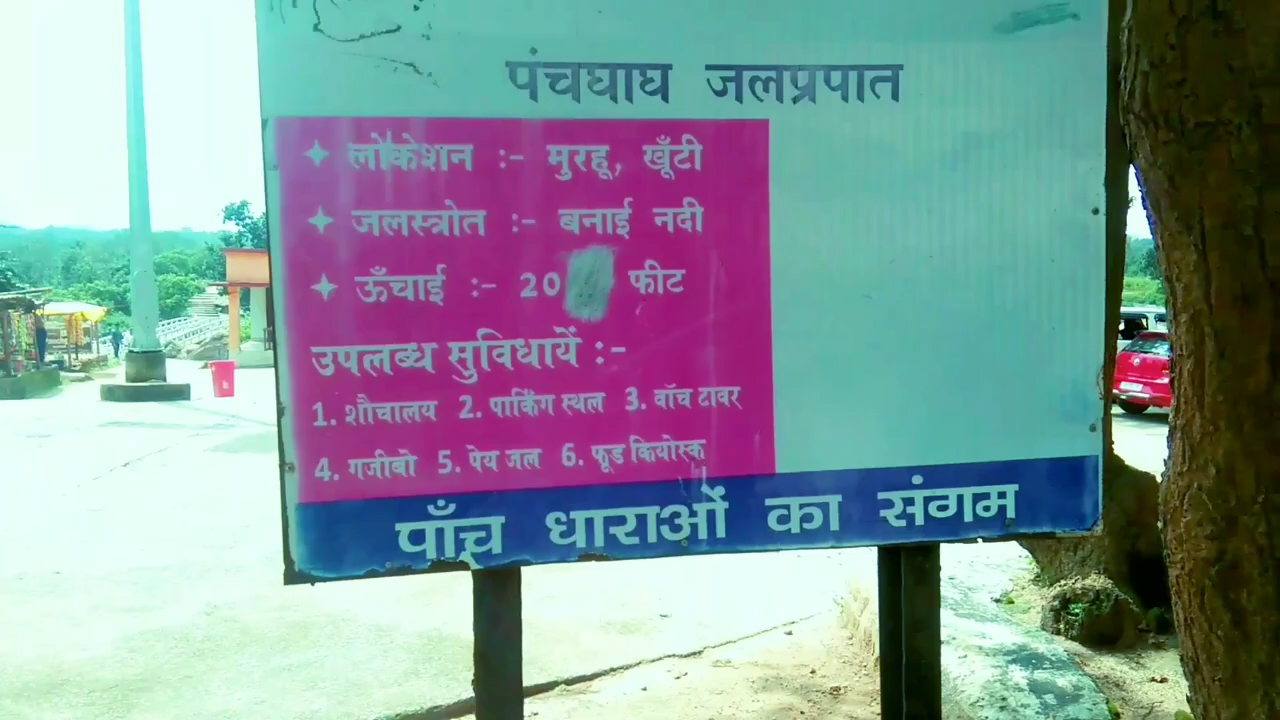 पंचघाघ जलप्रपात
लोकेशन :- मुरहू, खूँटी
जलस्त्रोत :- बनाई नदी
ऊँचाई :- 20 फीट
उपलब्ध सुविधायें :-
1. शौचालय 2. पार्किंग स्थल 3. वॉच टावर
4. गजीबो 5. पेय जल 6. फूड कियोस्क
पाँच धाराओं का संगम